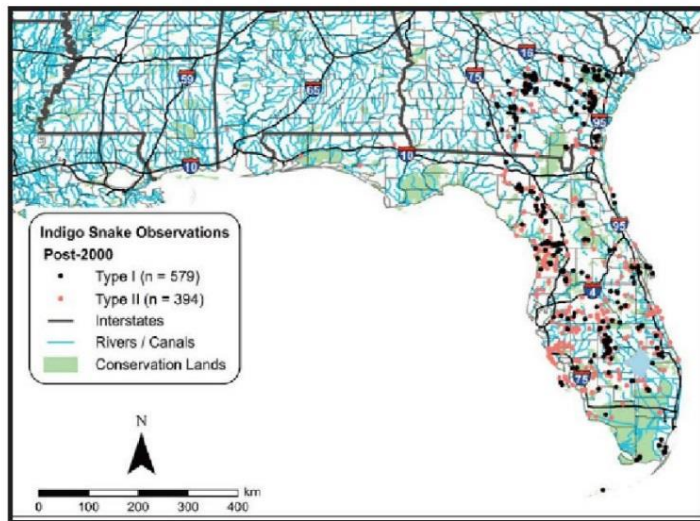 16
75
59
65
95
10
10
95
Indigo Snake Observations
Post-2000
Type I (n = 579)
Type II (n = 394)
Interstates
Rivers / Canals
Conservation Lands
4
75
N
km
0 100 200 300 400